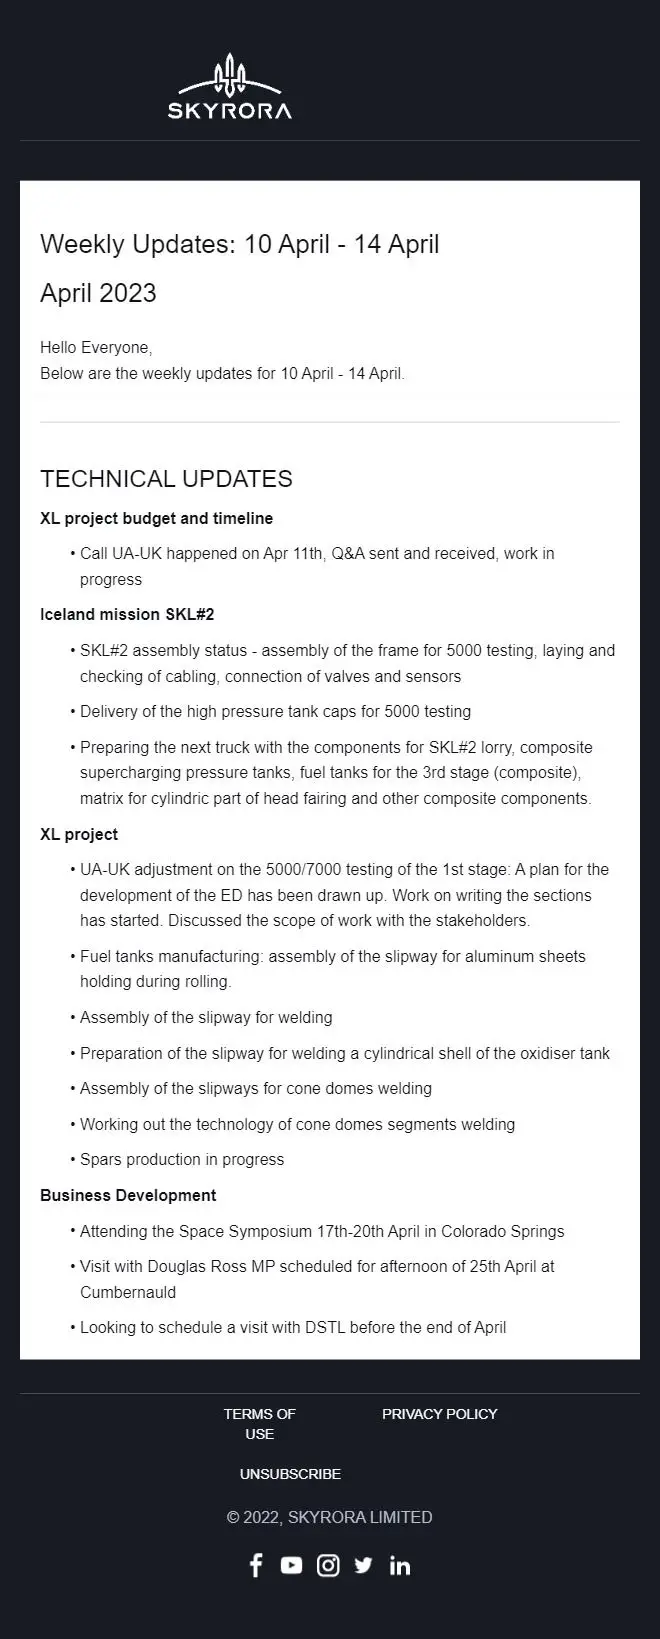 SKYRORA
Weekly Updates: 10 April - 14 April
April 2023
Hello Everyone,
Below are the weekly updates for 10 April - 14 April.
TECHNICAL UPDATES
XL project budget and timeline
• Call UA-UK happened on Apr 11th, Q&A sent and received, work in
progress
Iceland mission SKL#2
• SKL#2 assembly status - assembly of the frame for 5000 testing, laying and
checking of cabling, connection of valves and sensors
• Delivery of the high pressure tank caps for 5000 testing
• Preparing the next truck with the components for SKL#2 lorry, composite
supercharging pressure tanks, fuel tanks for the 3rd stage (composite),
matrix for cylindric part of head fairing and other composite components.
XL project
• UA-UK adjustment on the 5000/7000 testing of the 1st stage: A plan for the
development of the ED has been drawn up. Work on writing the sections
has started. Discussed the scope of work with the stakeholders.
• Fuel tanks manufacturing: assembly of the slipway for aluminum sheets
holding during rolling.
• Assembly of the slipway for welding
• Preparation of the slipway for welding a cylindrical shell of the oxidiser tank
• Assembly of the slipways for cone domes welding
• Working out the technology of cone domes segments welding
• Spars production in progress
Business Development
• Attending the Space Symposium 17th-20th April in Colorado Springs
• Visit with Douglas Ross MP scheduled for afternoon of 25th April at
Cumbernauld
• Looking to schedule a visit with DSTL before the end of April
TERMS OF
USE
PRIVACY POLICY
UNSUBSCRIBE
© 2022, SKYRORA LIMITED